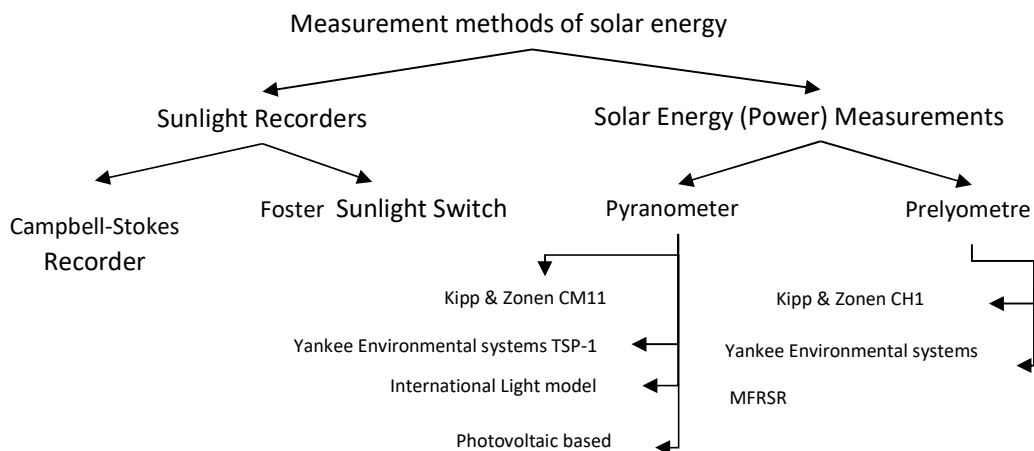 Measurement methods of solar energy
Sunlight Recorders
Solar Energy (Power) Measurements
Campbell-Stokes
Recorder
Foster Sunlight Switch
Pyranometer
Prelyometre
Kipp & Zonen CM11
Yankee Environmental systems TSP-1
International Light model
Photovoltaic based
Kipp & Zonen CH1
Yankee Environmental systems
MFRSR